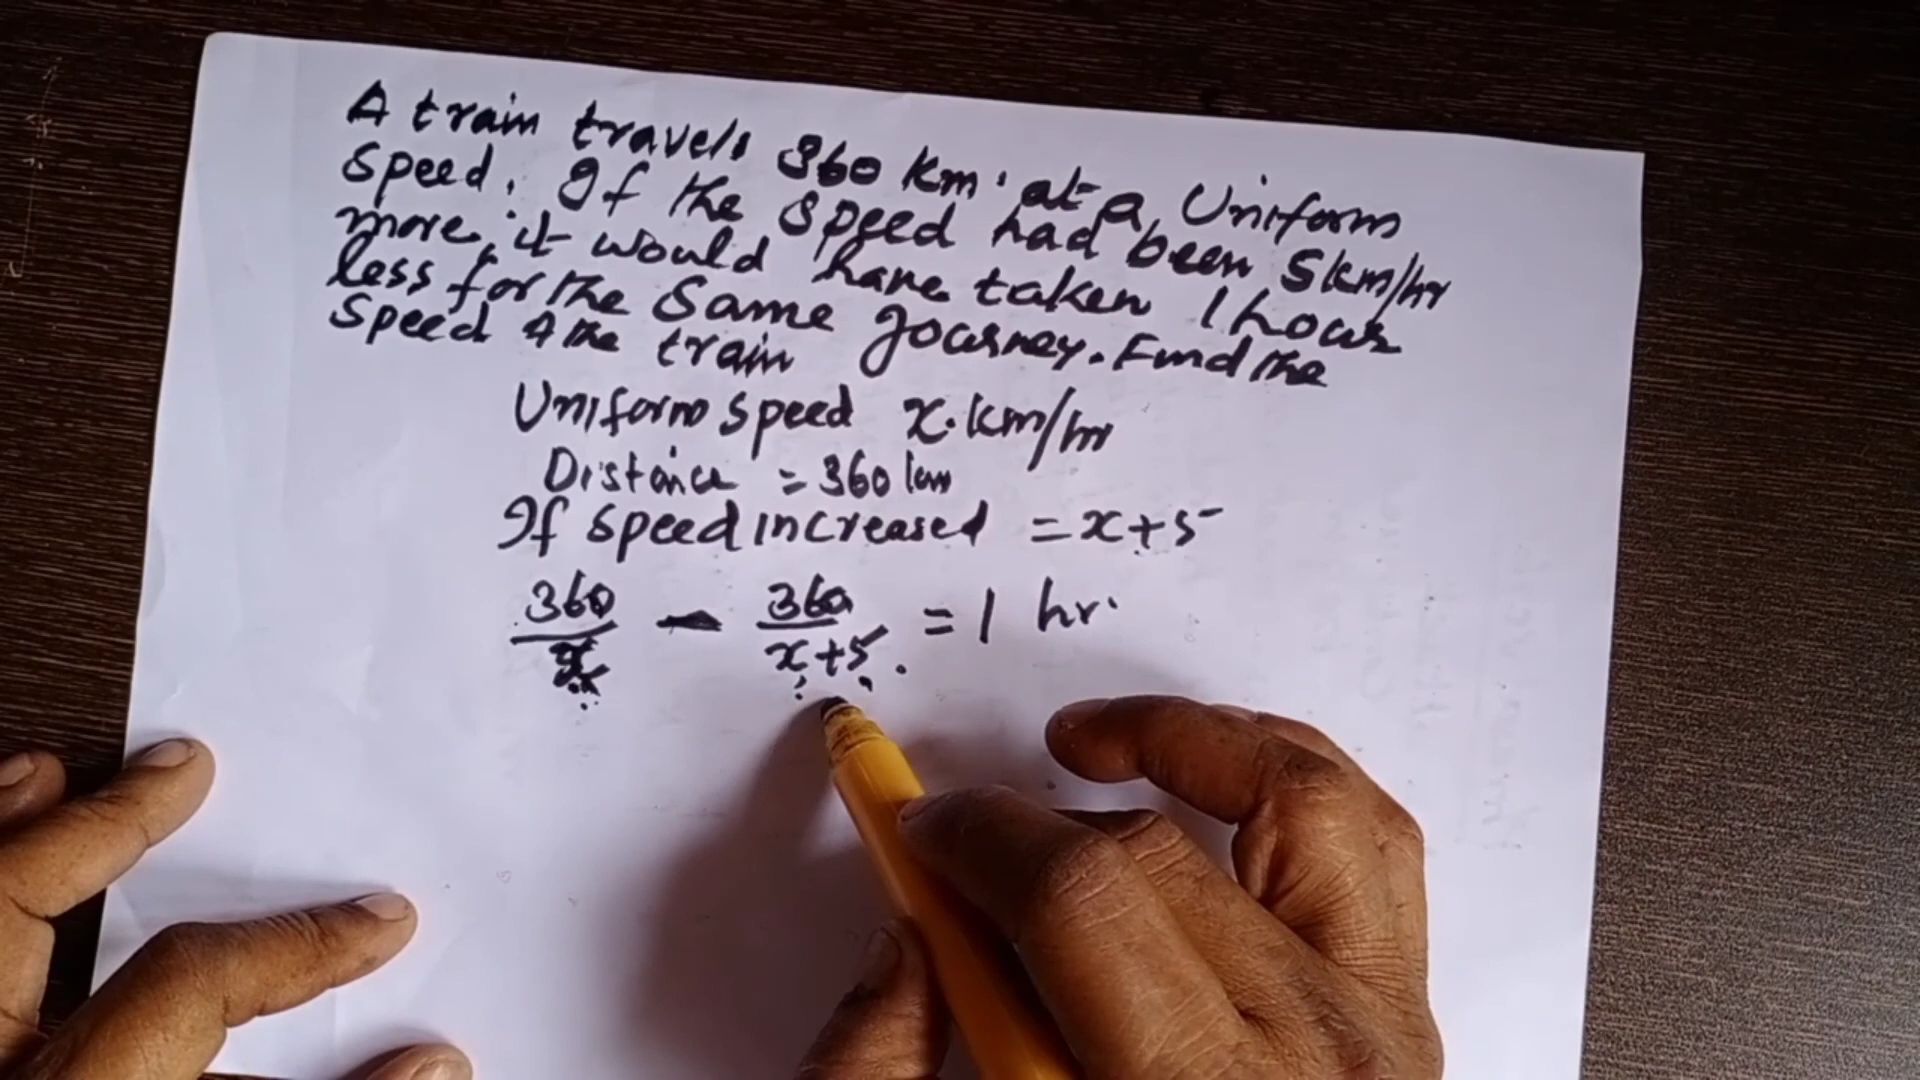 A train travels 360 km. at a Uniform
speed. If the speed had been 5km/hr
more, it would have taken 1 hour
less for the same journey. Find the
speed of the train
Uniform speed x. km/hr
Distance = 360 km
If speed increased = x+5
360/x - 360/x+5 = 1 hr.